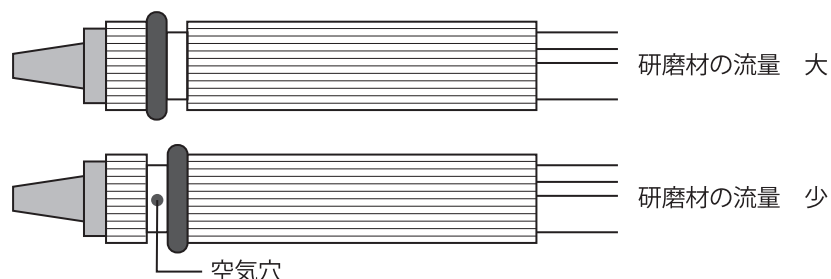 研磨材の流量　大
研磨材の流量　少
空気穴